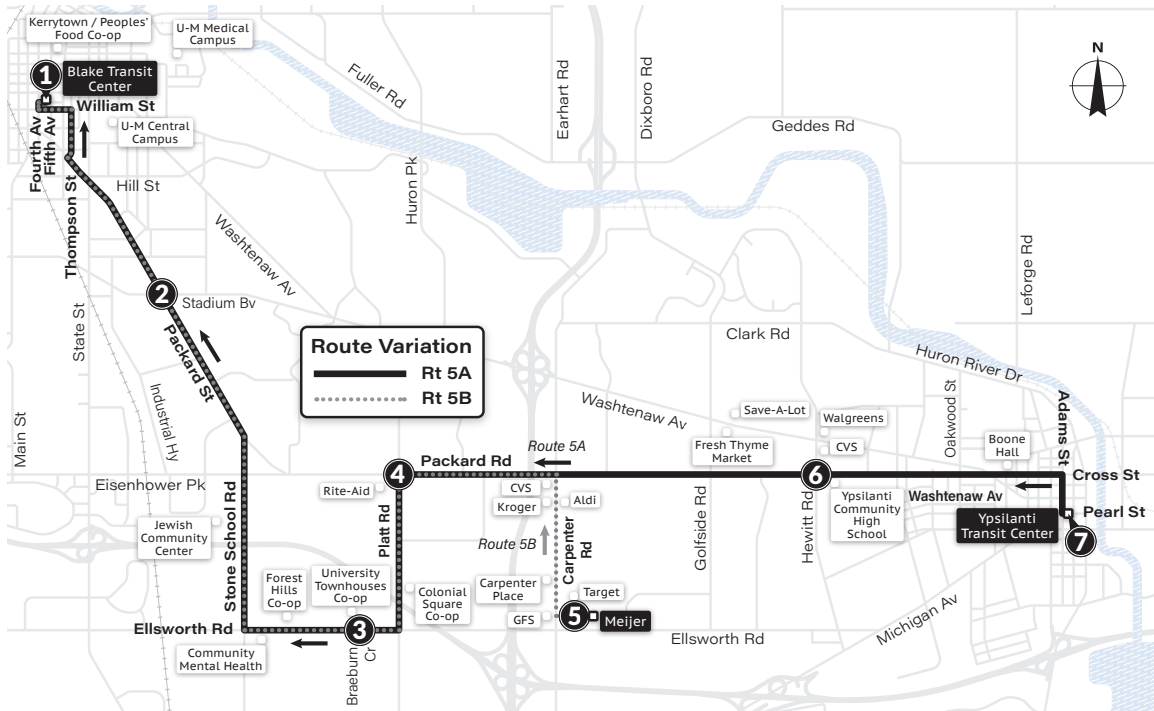 Kerrytown / Peoples'
Food Co-op
U-M Medical
Campus
1
Blake Transit
Center
William St
U-M Central
Campus
Fourth Av
Fifth Av
Thompson St
Hill St
Fuller Rd
Huron Pk
Earhart Rd
Dixboro Rd
Geddes Rd
N
Washtenaw Av
2
Stadium Bv
State St
Packard St
Industrial Hy
Main St
Route Variation
Rt 5A
Rt 5B
Leforge Rd
Clark Rd
Huron River Dr
Washtenaw Av
Save-A-Lot
Fresh Thyme
Market
Walgreens
CVS
Oakwood St
Boone
Hall
Adams St
Cross St
Route 5A
Packard Rd
4
6
Rite-Aid
CVS
Kroger
Aldi
Eisenhower Pk
Jewish
Community
Center
Stone School Rd
Platt Rd
Route 5B
Carpenter
Rd
Golfside Rd
Hewitt Rd
Ypsilanti
Community
High
School
Washtenaw Av
Ypsilanti
Transit Center
Pearl St
7
Forest
Hills
Co-op
University
Townhouses
Co-op
Colonial
Square
Co-op
Carpenter
Place
Target
GFS
5
Meijer
Ellsworth Rd
3
Ellsworth Rd
Michigan Av
Community
Mental Health
Braeburn
Cr